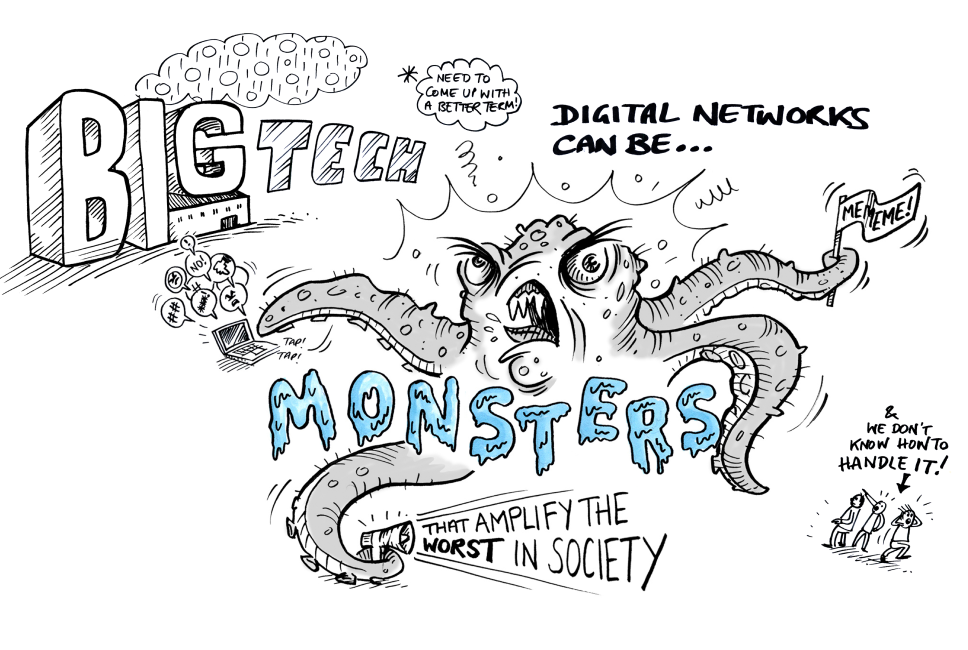 BIG TECH
* NEED TO
COME UP WITH
A BETTER TERM!
DIGITAL NETWORKS
CAN BE...
ME ME ME!
NO!
TAP!
TAP!
MONSTERS
THAT AMPLIFY THE
WORST IN SOCIETY
&
WE DON'T
KNOW HOW TO
HANDLE IT!